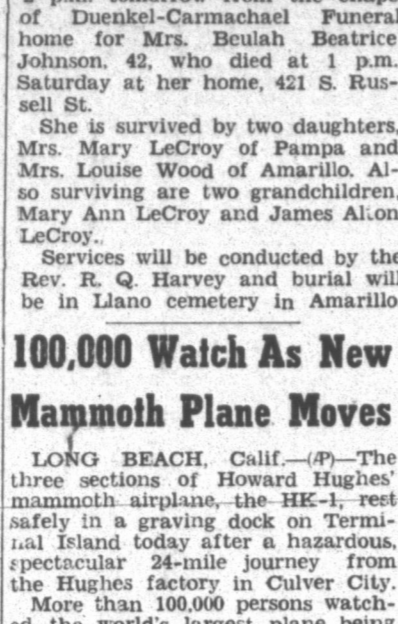 of Duenkel-Carmachael Funeral
home for Mrs. Beulah Beatrice
Johnson, 42, who died at 1 p.m.
Saturday at her home, 421 S. Rus-
sell St.
She is survived by two daughters,
Mrs. Mary LeCroy of Pampa and
Mrs. Louise Wood of Amarillo. Al-
so surviving are two grandchildren,
Mary Ann LeCroy and James Alton
LeCroy.
Services will be conducted by the
Rev. R. Q. Harvey and burial will
be in Llano cemetery in Amarillo
100,000 Watch As New
Mammoth Plane Moves
LONG BEACH, Calif.—(AP)—The
three sections of Howard Hughes'
mammoth airplane, the HK-1, rest
safely in a graving dock on Termi-
nal Island today after a hazardous,
spectacular 24-mile journey from
the Hughes factory in Culver City.
More than 100,000 persons watch-
ed the world's largest plane being